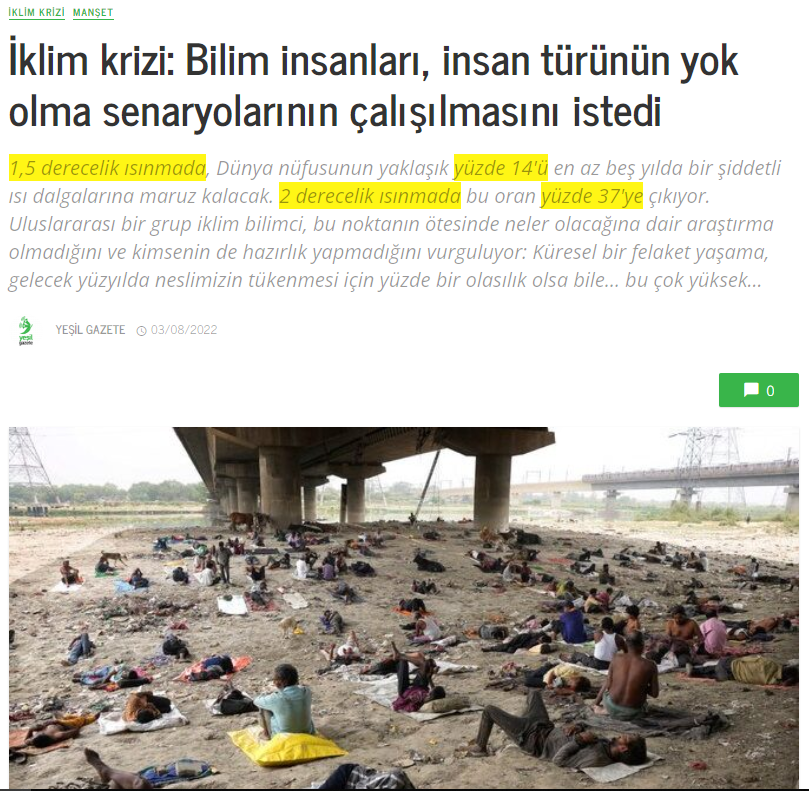 İKLİM KRİZİ MANŞET
İklim krizi: Bilim insanları, insan türünün yok
olma senaryolarının çalışılmasını istedi
1,5 derecelik ısınmada, Dünya nüfusunun yaklaşık yüzde 14'ü en az beş yılda bir şiddetli
ısı dalgalarına maruz kalacak. 2 derecelik ısınmada bu oran yüzde 37'ye çıkıyor.
Uluslararası bir grup iklim bilimci, bu noktanın ötesinde neler olacağına dair araştırma
olmadığını ve kimsenin de hazırlık yapmadığını vurguluyor: Küresel bir felaket yaşama,
gelecek yüzyılda neslimizin tükenmesi için yüzde bir olasılık olsa bile... bu çok yüksek...
yeşil
Gazete
YEŞİL GAZETE 03/08/2022
0